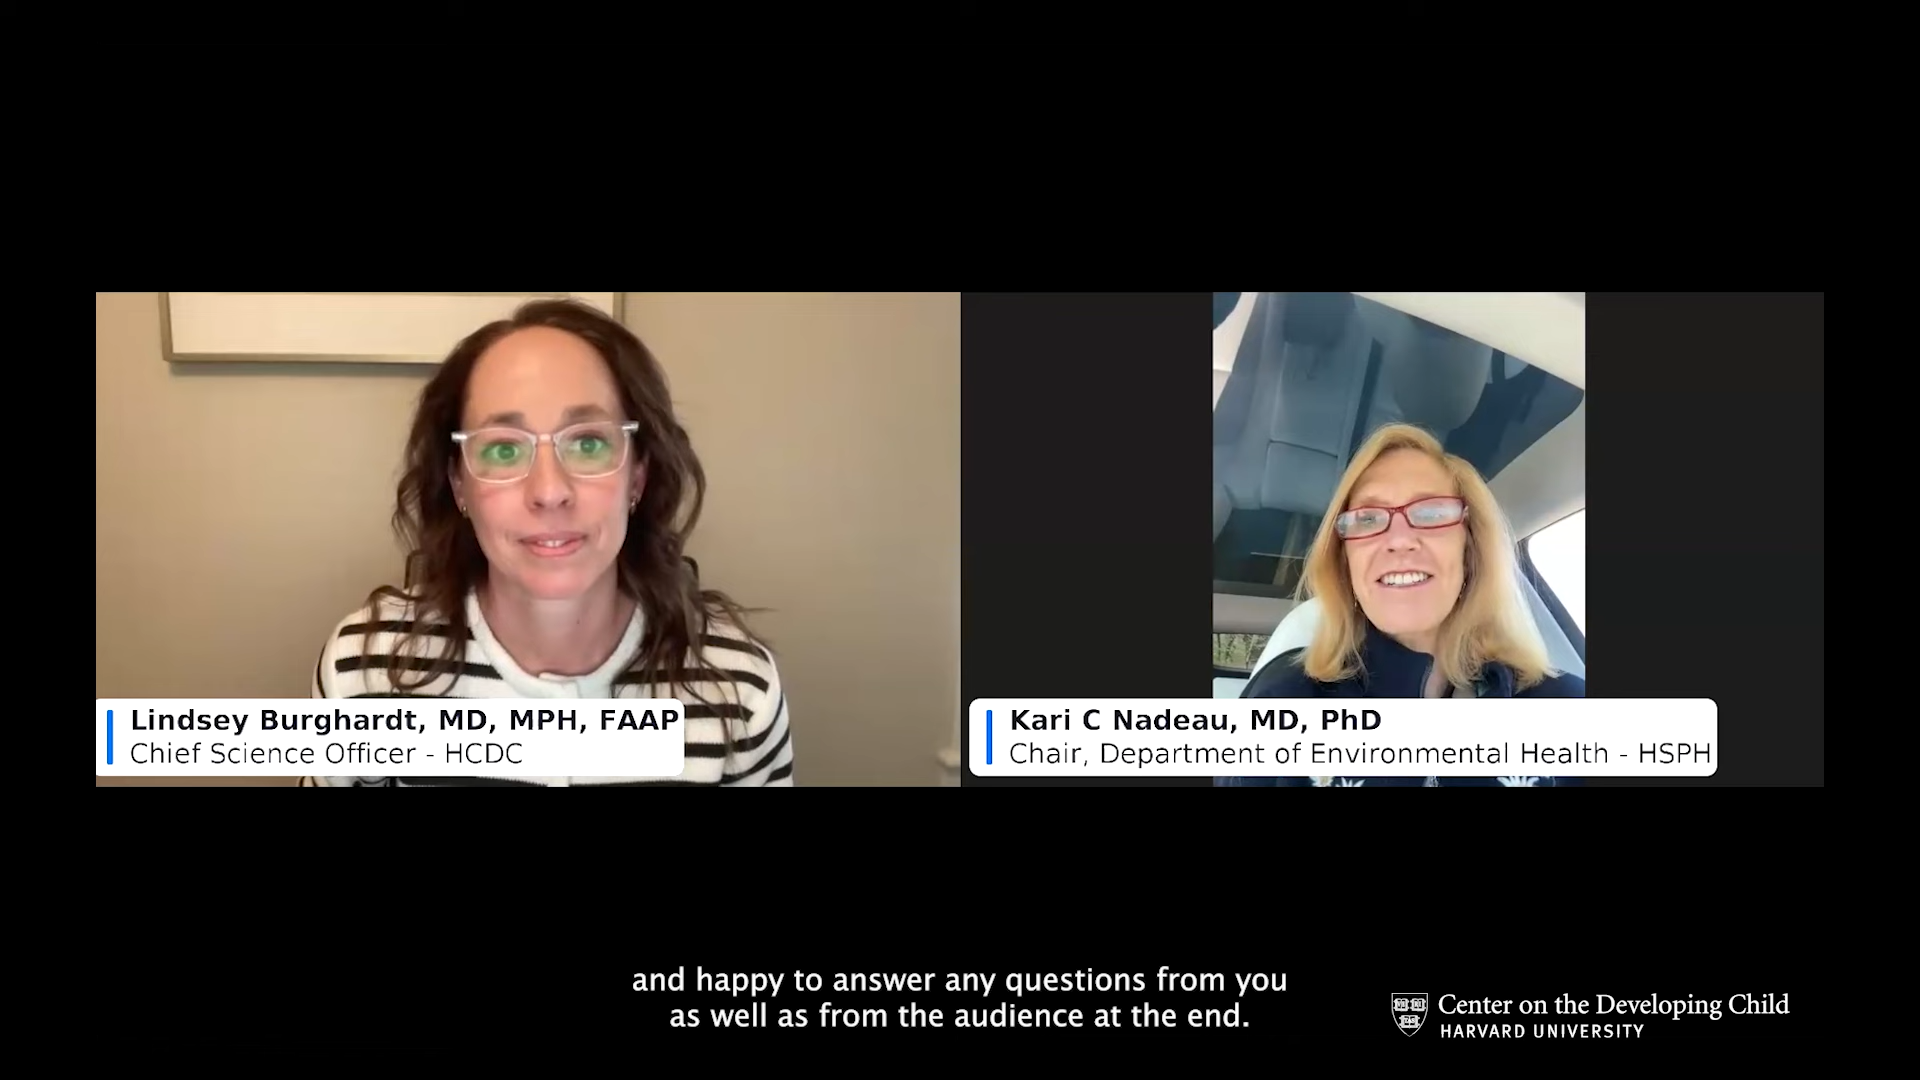 Lindsey Burghardt, MD, MPH, FAAP
Chief Science Officer - HCDC
Kari C Nadeau, MD, PhD
Chair, Department of Environmental Health - HSPH
and happy to answer any questions from you
as well as from the audience at the end.
Center on the Developing Child
HARVARD UNIVERSITY